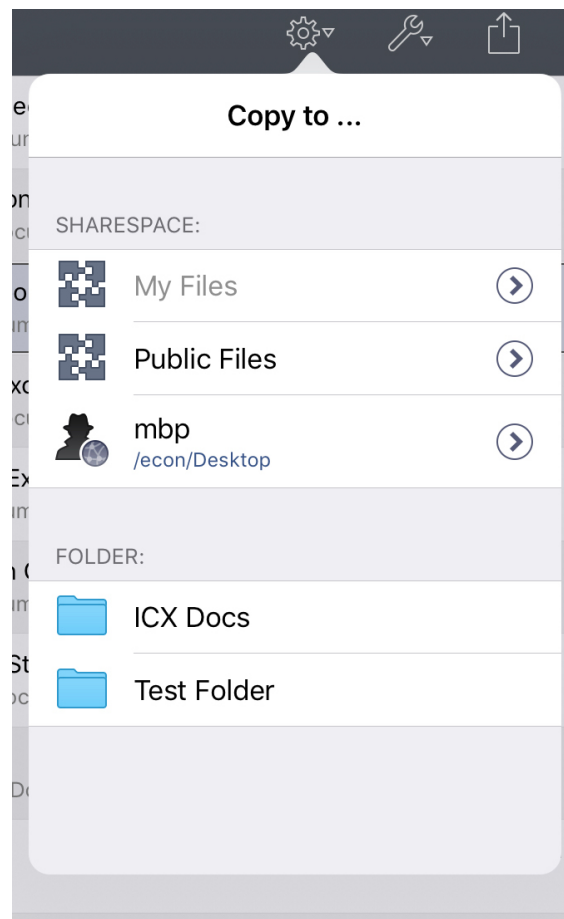 Copy to ...
SHARESPACE:
My Files
Public Files
mbp
/econ/Desktop
FOLDER:
ICX Docs
Test Folder